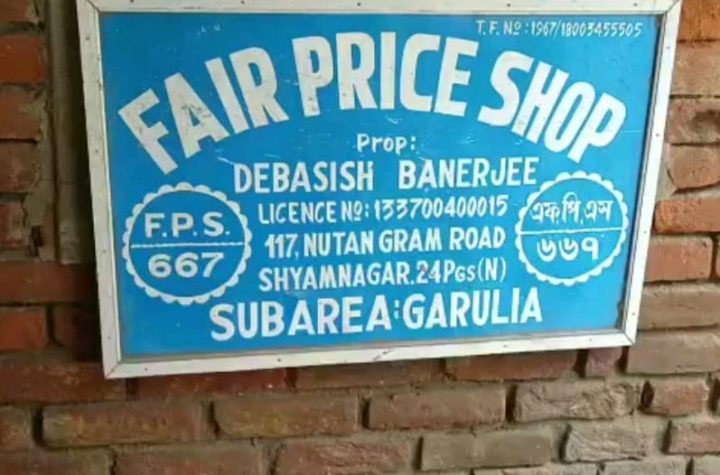 T. F. Nº : 1967/18003455505
FAIR PRICE SHOP
Prop:
DEBASISH BANERJEE
LICENCE Nº: 133700400015
117, NUTAN GRAM ROAD
SHYAMNAGAR. 24PGS(N)
SUBAREA: GARULIA
F.P.S.
667
এফ,পি,এস
৬৬৭